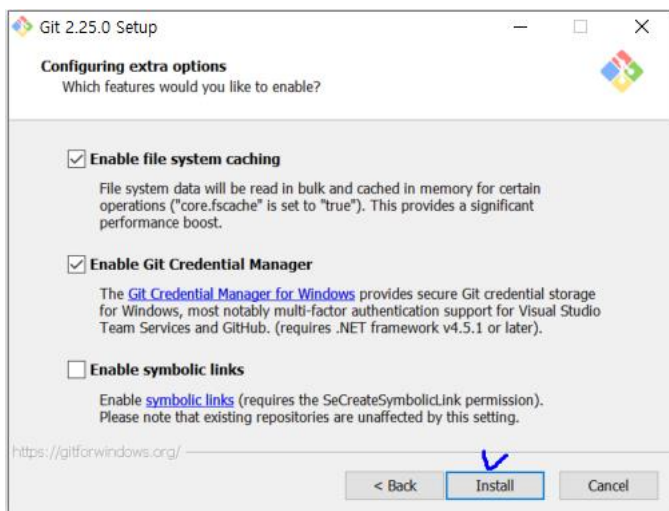 Git 2.25.0 Setup
Configuring extra options
Which features would you like to enable?
Enable file system caching
File system data will be read in bulk and cached in memory for certain
operations ("core.fscache" is set to "true"). This provides a significant
performance boost.
Enable Git Credential Manager
The Git Credential Manager for Windows provides secure Git credential storage
for Windows, most notably multi-factor authentication support for Visual Studio
Team Services and GitHub. (requires .NET framework v4.5.1 or later).
Enable symbolic links
Enable symbolic links (requires the SeCreateSymbolicLink permission).
Please note that existing repositories are unaffected by this setting.
https://gitforwindows.org/
< Back
Install
Cancel